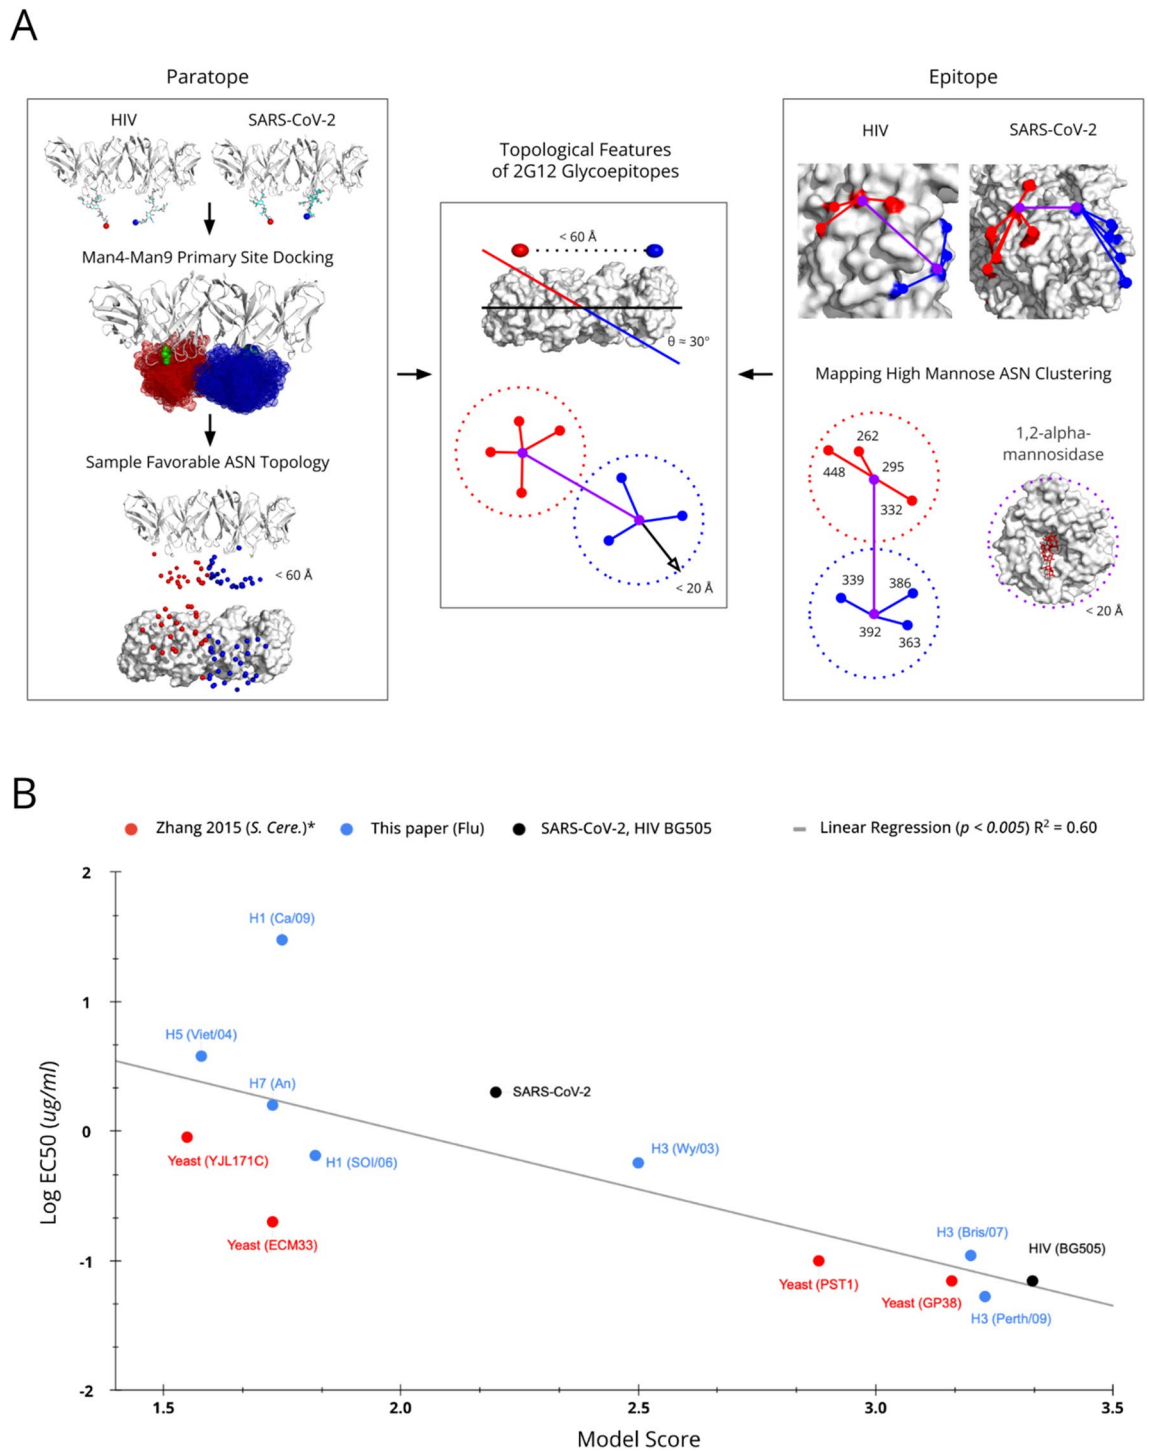 A
Paratope
HIV
SARS-CoV-2
Man4-Man9 Primary Site Docking
Sample Favorable ASN Topology
< 60 Å
Topological Features
of 2G12 Glycoepitopes
< 60 Å
θ = 30°
< 20 Å
Epitope
HIV
SARS-CoV-2
Mapping High Mannose ASN Clustering
262
448
295
332
339
386
392
363
1,2-alpha-
mannosidase
< 20 Å
B
Zhang 2015 (S. Cere.)*
This paper (Flu)
SARS-CoV-2, HIV BG505
Linear Regression (p < 0.005) R² = 0.60
Log EC50 (ug/ml)
2
1
0
-1
-2
H1 (Ca/09)
H5 (Viet/04)
H7 (An)
SARS-CoV-2
Yeast (YJL171C)
H1 (SOI/06)
H3 (Wy/03)
Yeast (ECM33)
H3 (Bris/07)
HIV (BG505)
Yeast (PST1)
Yeast (GP38)
H3 (Perth/09)
1.5
2.0
2.5
3.0
3.5
Model Score